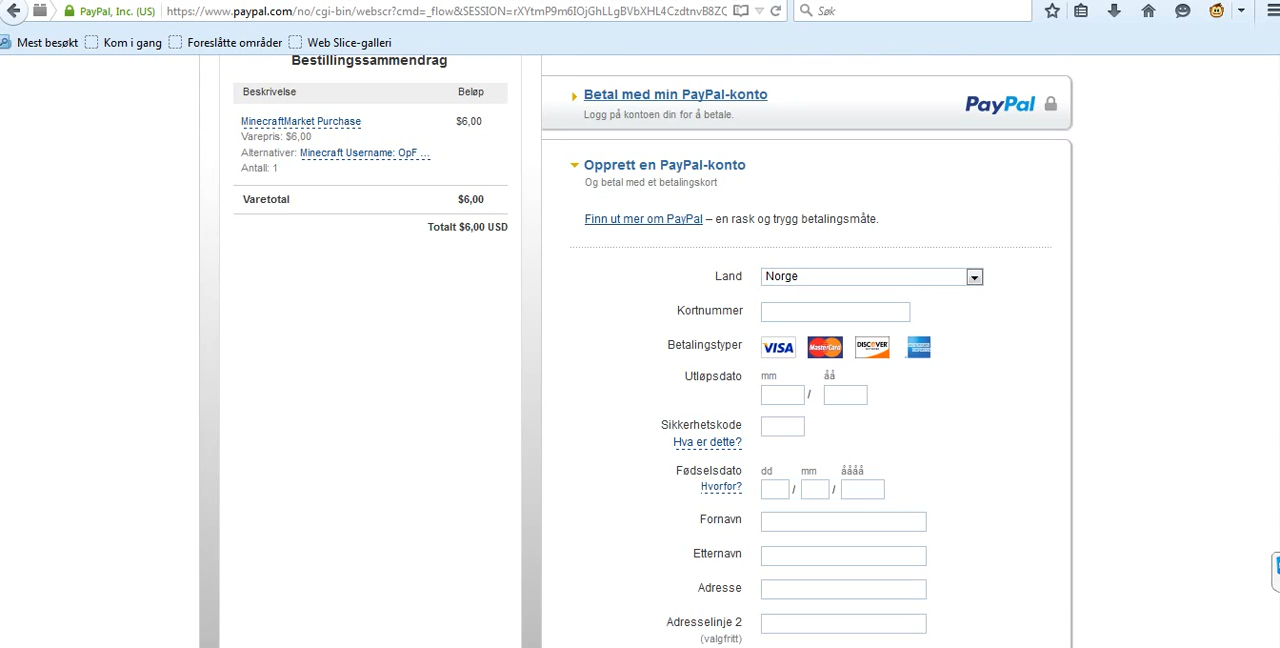 PayPal, Inc. (US)
https://www.paypal.com/no/cgi-bin/webscr?cmd=_flow&SESSION=rXYtmP9m6IOjGhLLgBVbXHL4CzdtnvB8ZC
Søk
Mest besøkt
Kom i gang
Foreslåtte områder
Web Slice-galleri
Bestillingssammendrag
Beskrivelse Beløp
MinecraftMarket Purchase $6,00
Varepris: $6,00
Alternativer: Minecraft Username: OpF ...
Antall: 1
Varetotal $6,00
Totalt $6,00 USD
Betal med min PayPal-konto
Logg på kontoen din for å betale.
PayPal
Opprett en PayPal-konto
Og betal med et betalingskort
Finn ut mer om PayPal – en rask og trygg betalingsmåte.
Land Norge
Kortnummer
Betalingstyper VISA MasterCard DISCOVER
Utløpsdato mm åå
/
Sikkerhetskode
Hva er dette?
Fødselsdato dd mm åååå
Hvorfor? / /
Fornavn
Etternavn
Adresse
Adresselinje 2
(valgfritt)